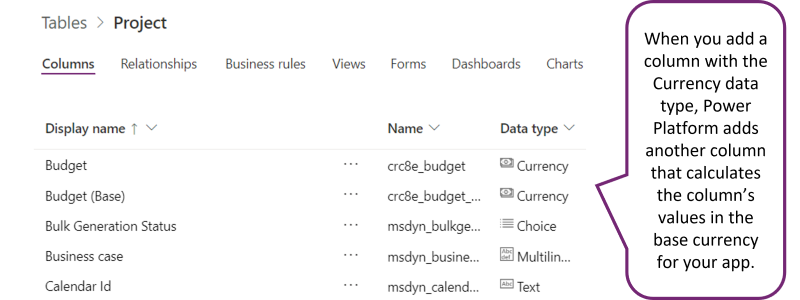 Tables > Project
Columns Relationships Business rules Views Forms Dashboards Charts
Display name ↑ Name Data type
Budget ... crc8e_budget Currency
Budget (Base) ... crc8e_budget_... Currency
Bulk Generation Status ... msdyn_bulkge... Choice
Business case ... msdyn_busine... Abc def Multilin...
Calendar Id ... msdyn_calend... Abc Text
When you add a
column with the
Currency data
type, Power
Platform adds
another column
that calculates
the column’s
values in the
base currency
for your app.